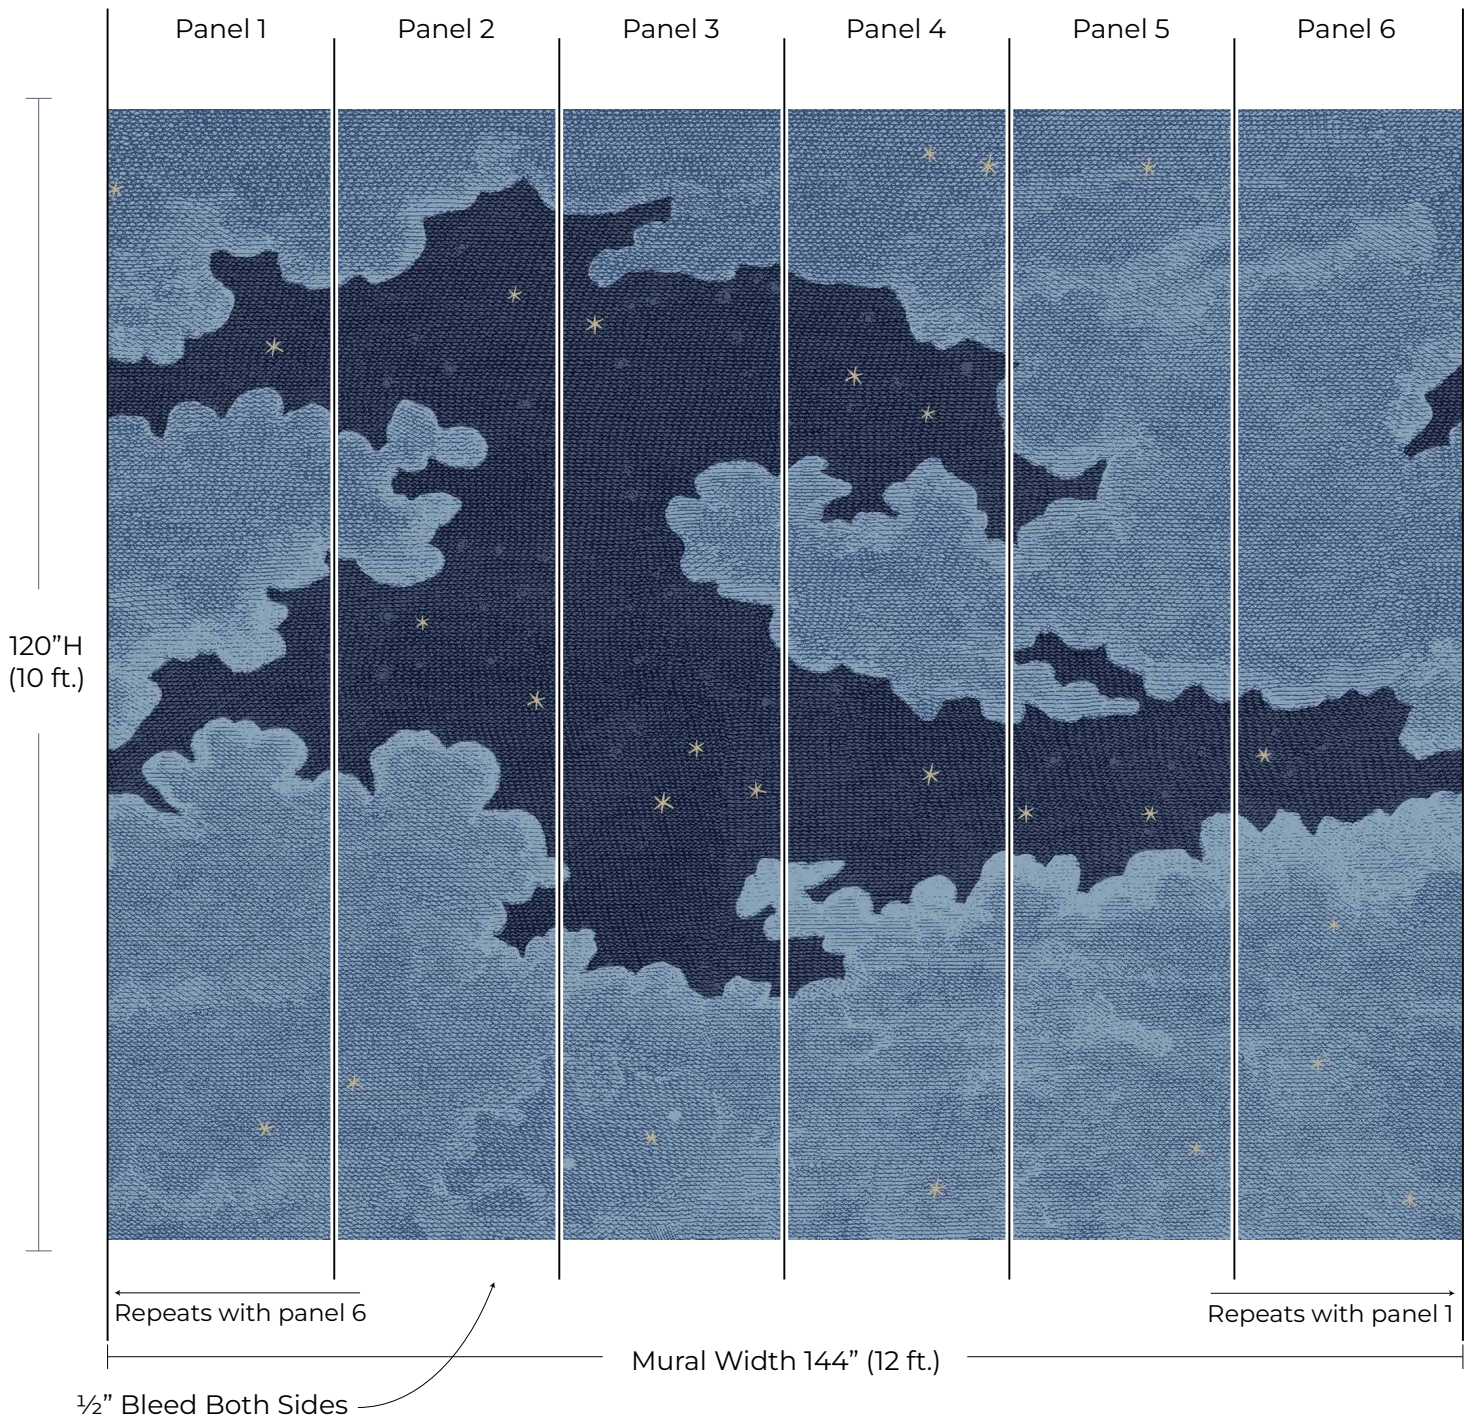 Panel 1
Panel 2
Panel 3
Panel 4
Panel 5
Panel 6
120”H
(10 ft.)
Repeats with panel 6
Repeats with panel 1
Mural Width 144” (12 ft.)
½” Bleed Both Sides